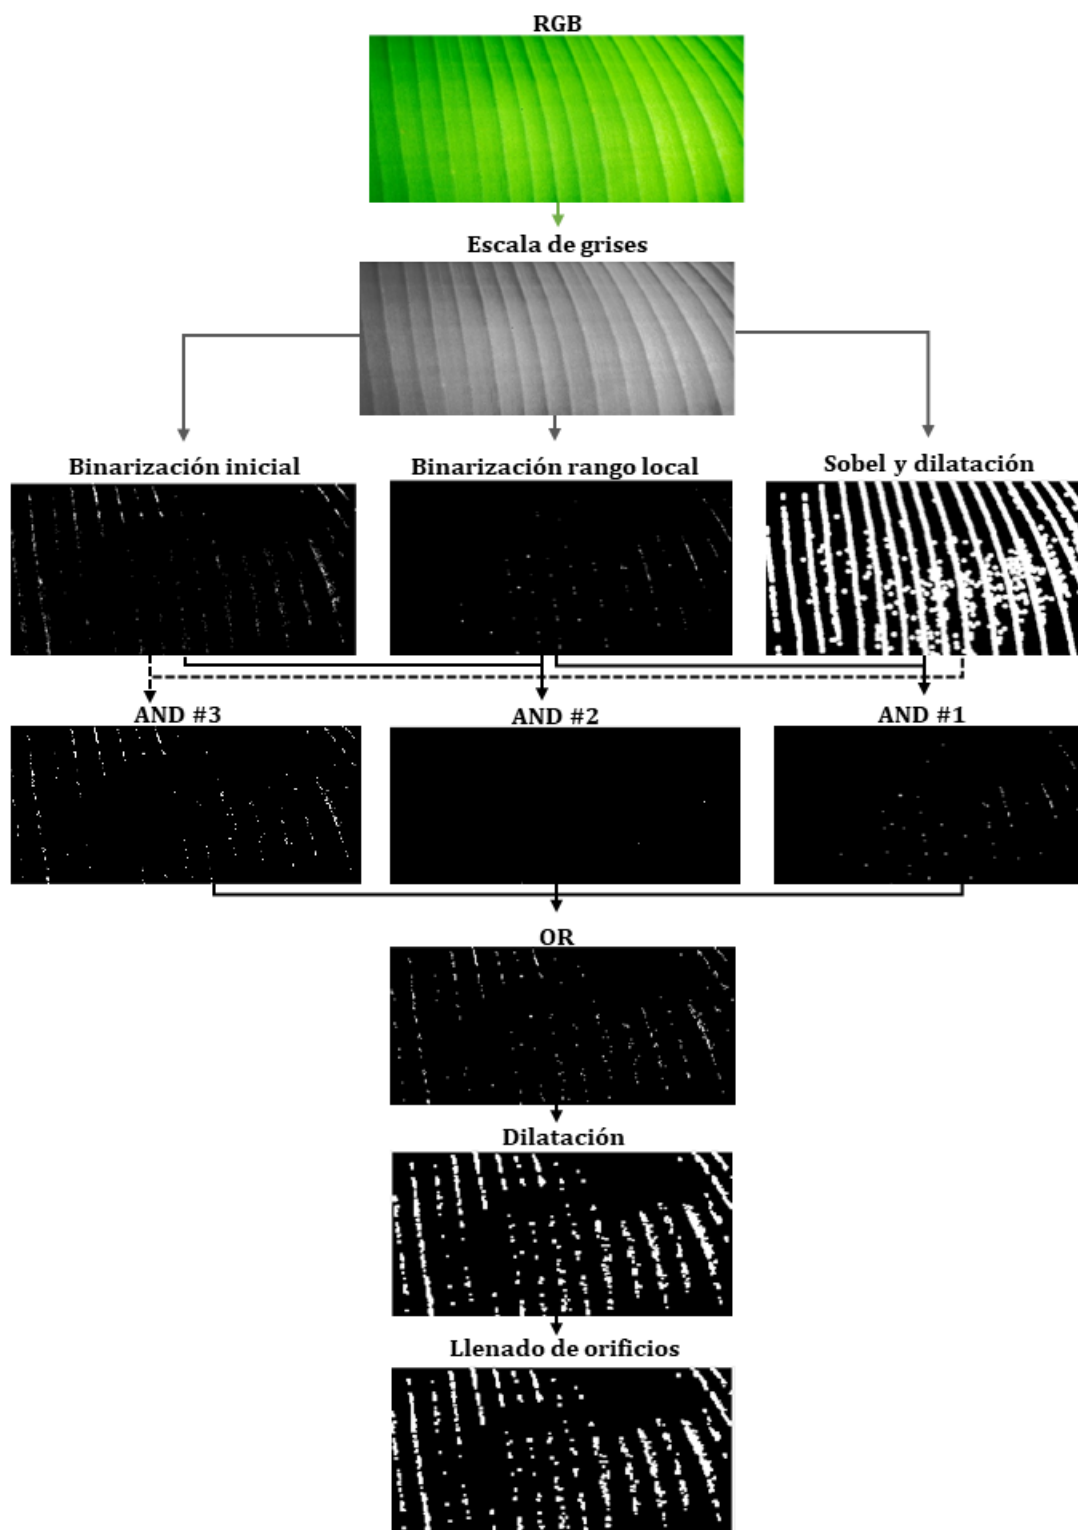 RGB
Escala de grises
Binarización inicial
Binarización rango local
Sobel y dilatación
AND #3
AND #2
AND #1
OR
Dilatación
Llenado de orificios